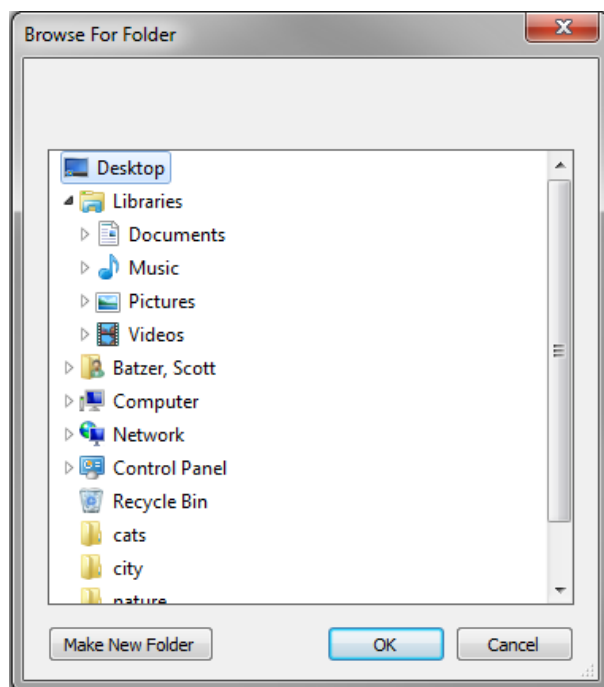 Browse For Folder
Desktop
Libraries
Documents
Music
Pictures
Videos
Batzer, Scott
Computer
Network
Control Panel
Recycle Bin
cats
city
nature
Make New Folder
OK
Cancel